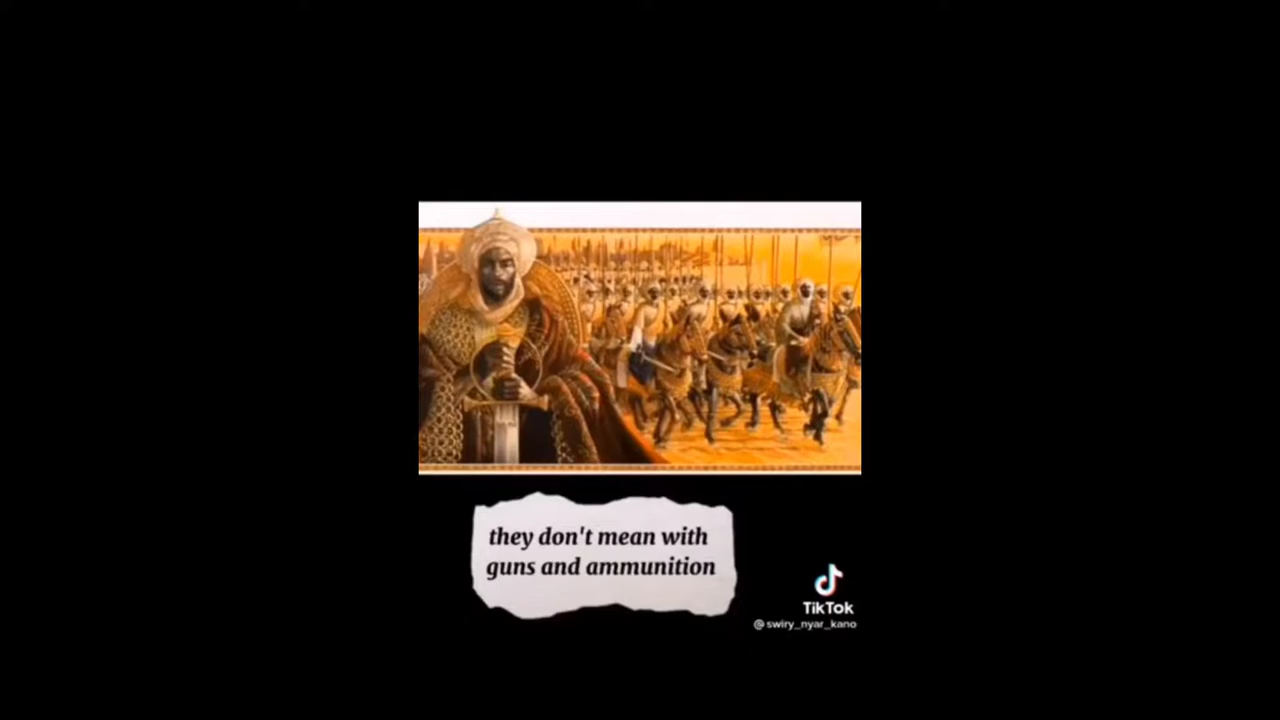 they don't mean with
guns and ammunition
TikTok
@swiry_nyar_kano